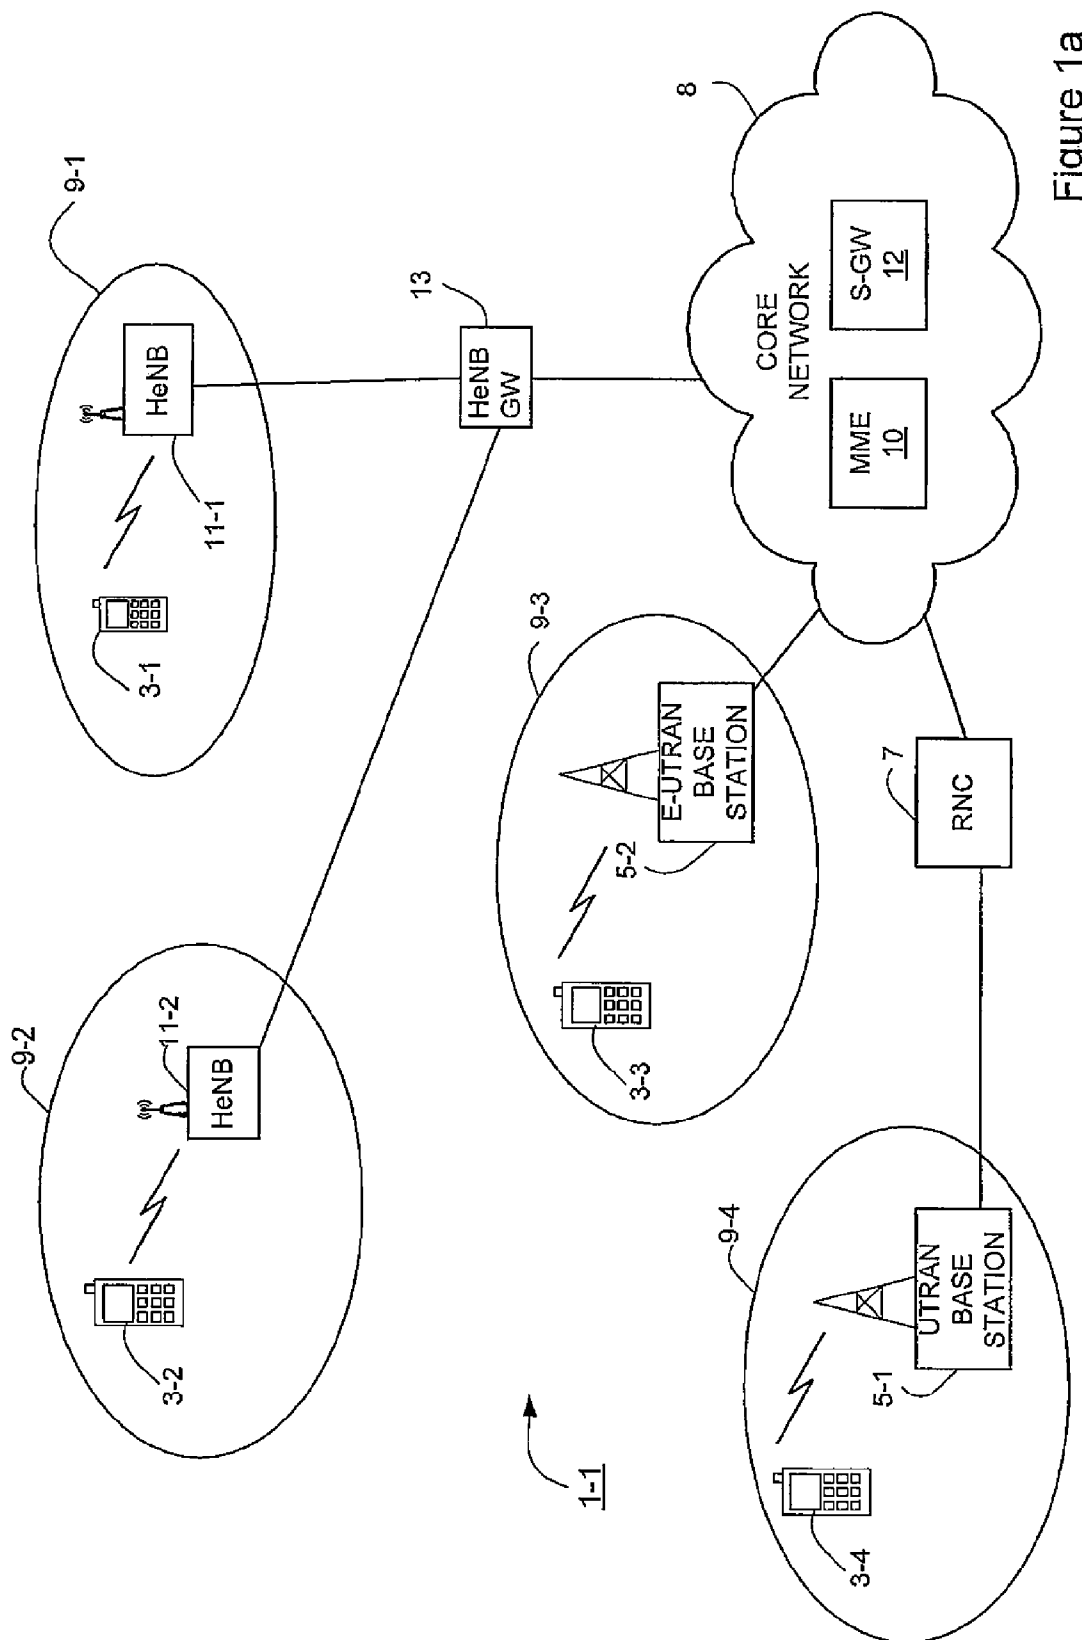 9-1
HeNB
11-1
3-1
9-2
11-2
HeNB
3-2
13
HeNB
GW
8
CORE
NETWORK
MME
10
S-GW
12
9-3
E-UTRAN
BASE
STATION
5-2
3-3
7
RNC
9-4
UTRAN
BASE
STATION
5-1
3-4
1-1
Figure 1a